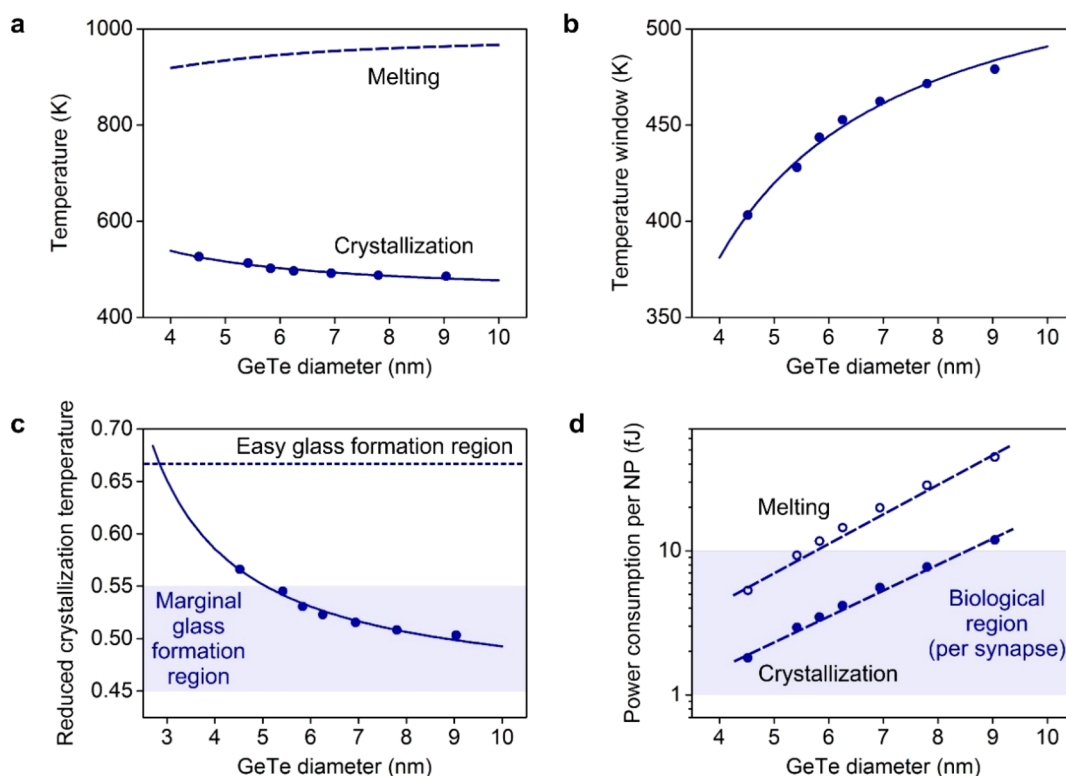 a
1000
800
600
400
Temperature (K)
Melting
Crystallization
4 5 6 7 8 9 10
GeTe diameter (nm)
b
500
450
400
350
Temperature window (K)
4 5 6 7 8 9 10
GeTe diameter (nm)
c
0.70
0.65
0.60
0.55
0.50
0.45
Reduced crystallization temperature
Easy glass formation region
Marginal
glass
formation
region
3 4 5 6 7 8 9 10
GeTe diameter (nm)
d
10
1
Power consumption per NP (fJ)
Melting
Biological
region
(per synapse)
Crystallization
4 5 6 7 8 9 10
GeTe diameter (nm)